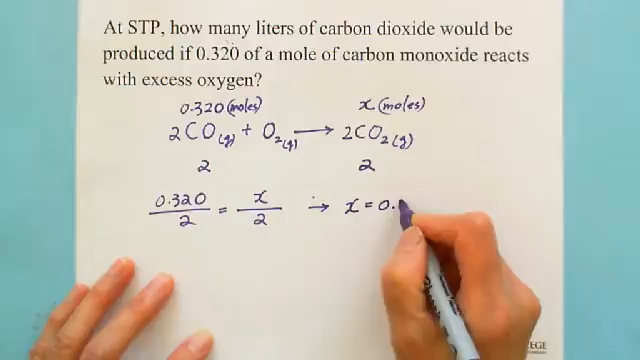 At STP, how many liters of carbon dioxide would be
produced if 0.320 of a mole of carbon monoxide reacts
with excess oxygen?
0.320 (moles) x (moles)
2CO(g) + O2(g) → 2CO2(g)
2 2
0.320/2 = x/2 → x = 0.
EGE